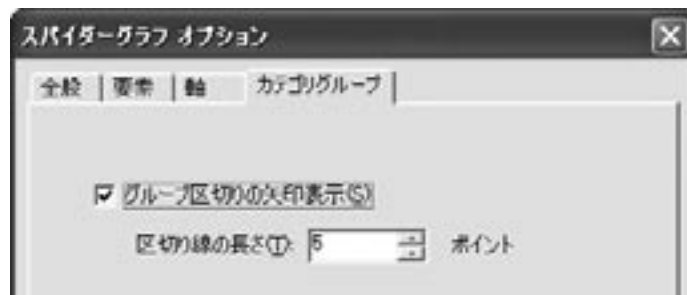 スパイダーグラフ オプション
全般 要素 軸 カテゴリグループ
グループ区切りの矢印表示(S)
区切り線の長さ(T): 5 ポイント